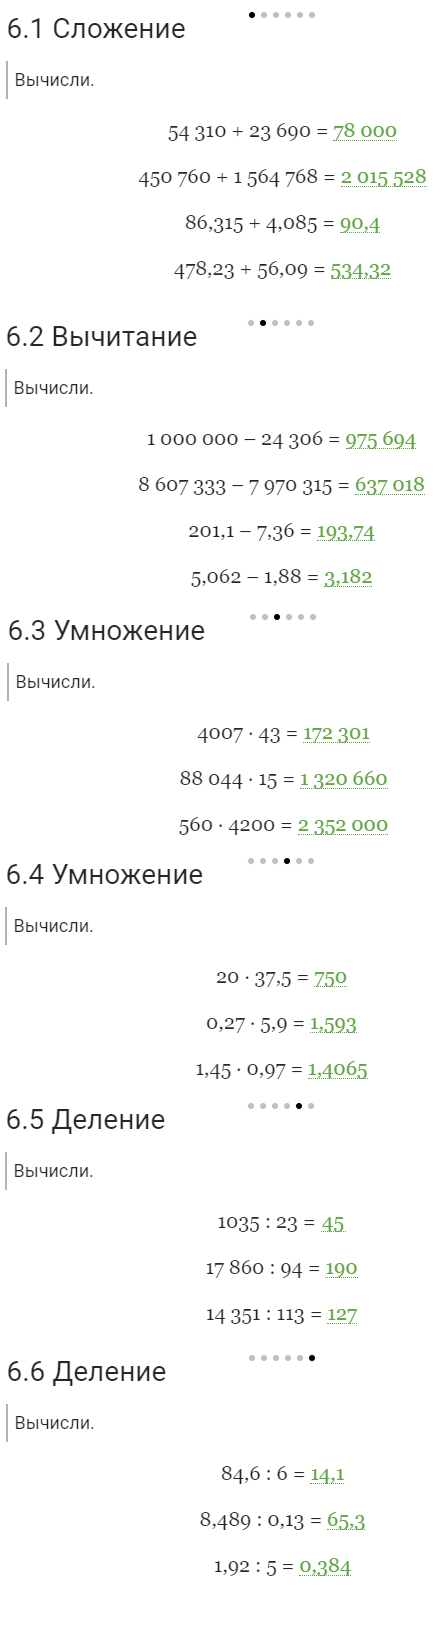 6.1 Сложение
Вычисли.
54 310 + 23 690 = 78 000
450 760 + 1 564 768 = 2 015 528
86,315 + 4,085 = 90,4
478,23 + 56,09 = 534,32
6.2 Вычитание
Вычисли.
1 000 000 – 24 306 = 975 694
8 607 333 – 7 970 315 = 637 018
201,1 – 7,36 = 193,74
5,062 – 1,88 = 3,182
6.3 Умножение
Вычисли.
4007 · 43 = 172 301
88 044 · 15 = 1 320 660
560 · 4200 = 2 352 000
6.4 Умножение
Вычисли.
20 · 37,5 = 750
0,27 · 5,9 = 1,593
1,45 · 0,97 = 1,4065
6.5 Деление
Вычисли.
1035 : 23 = 45
17 860 : 94 = 190
14 351 : 113 = 127
6.6 Деление
Вычисли.
84,6 : 6 = 14,1
8,489 : 0,13 = 65,3
1,92 : 5 = 0,384